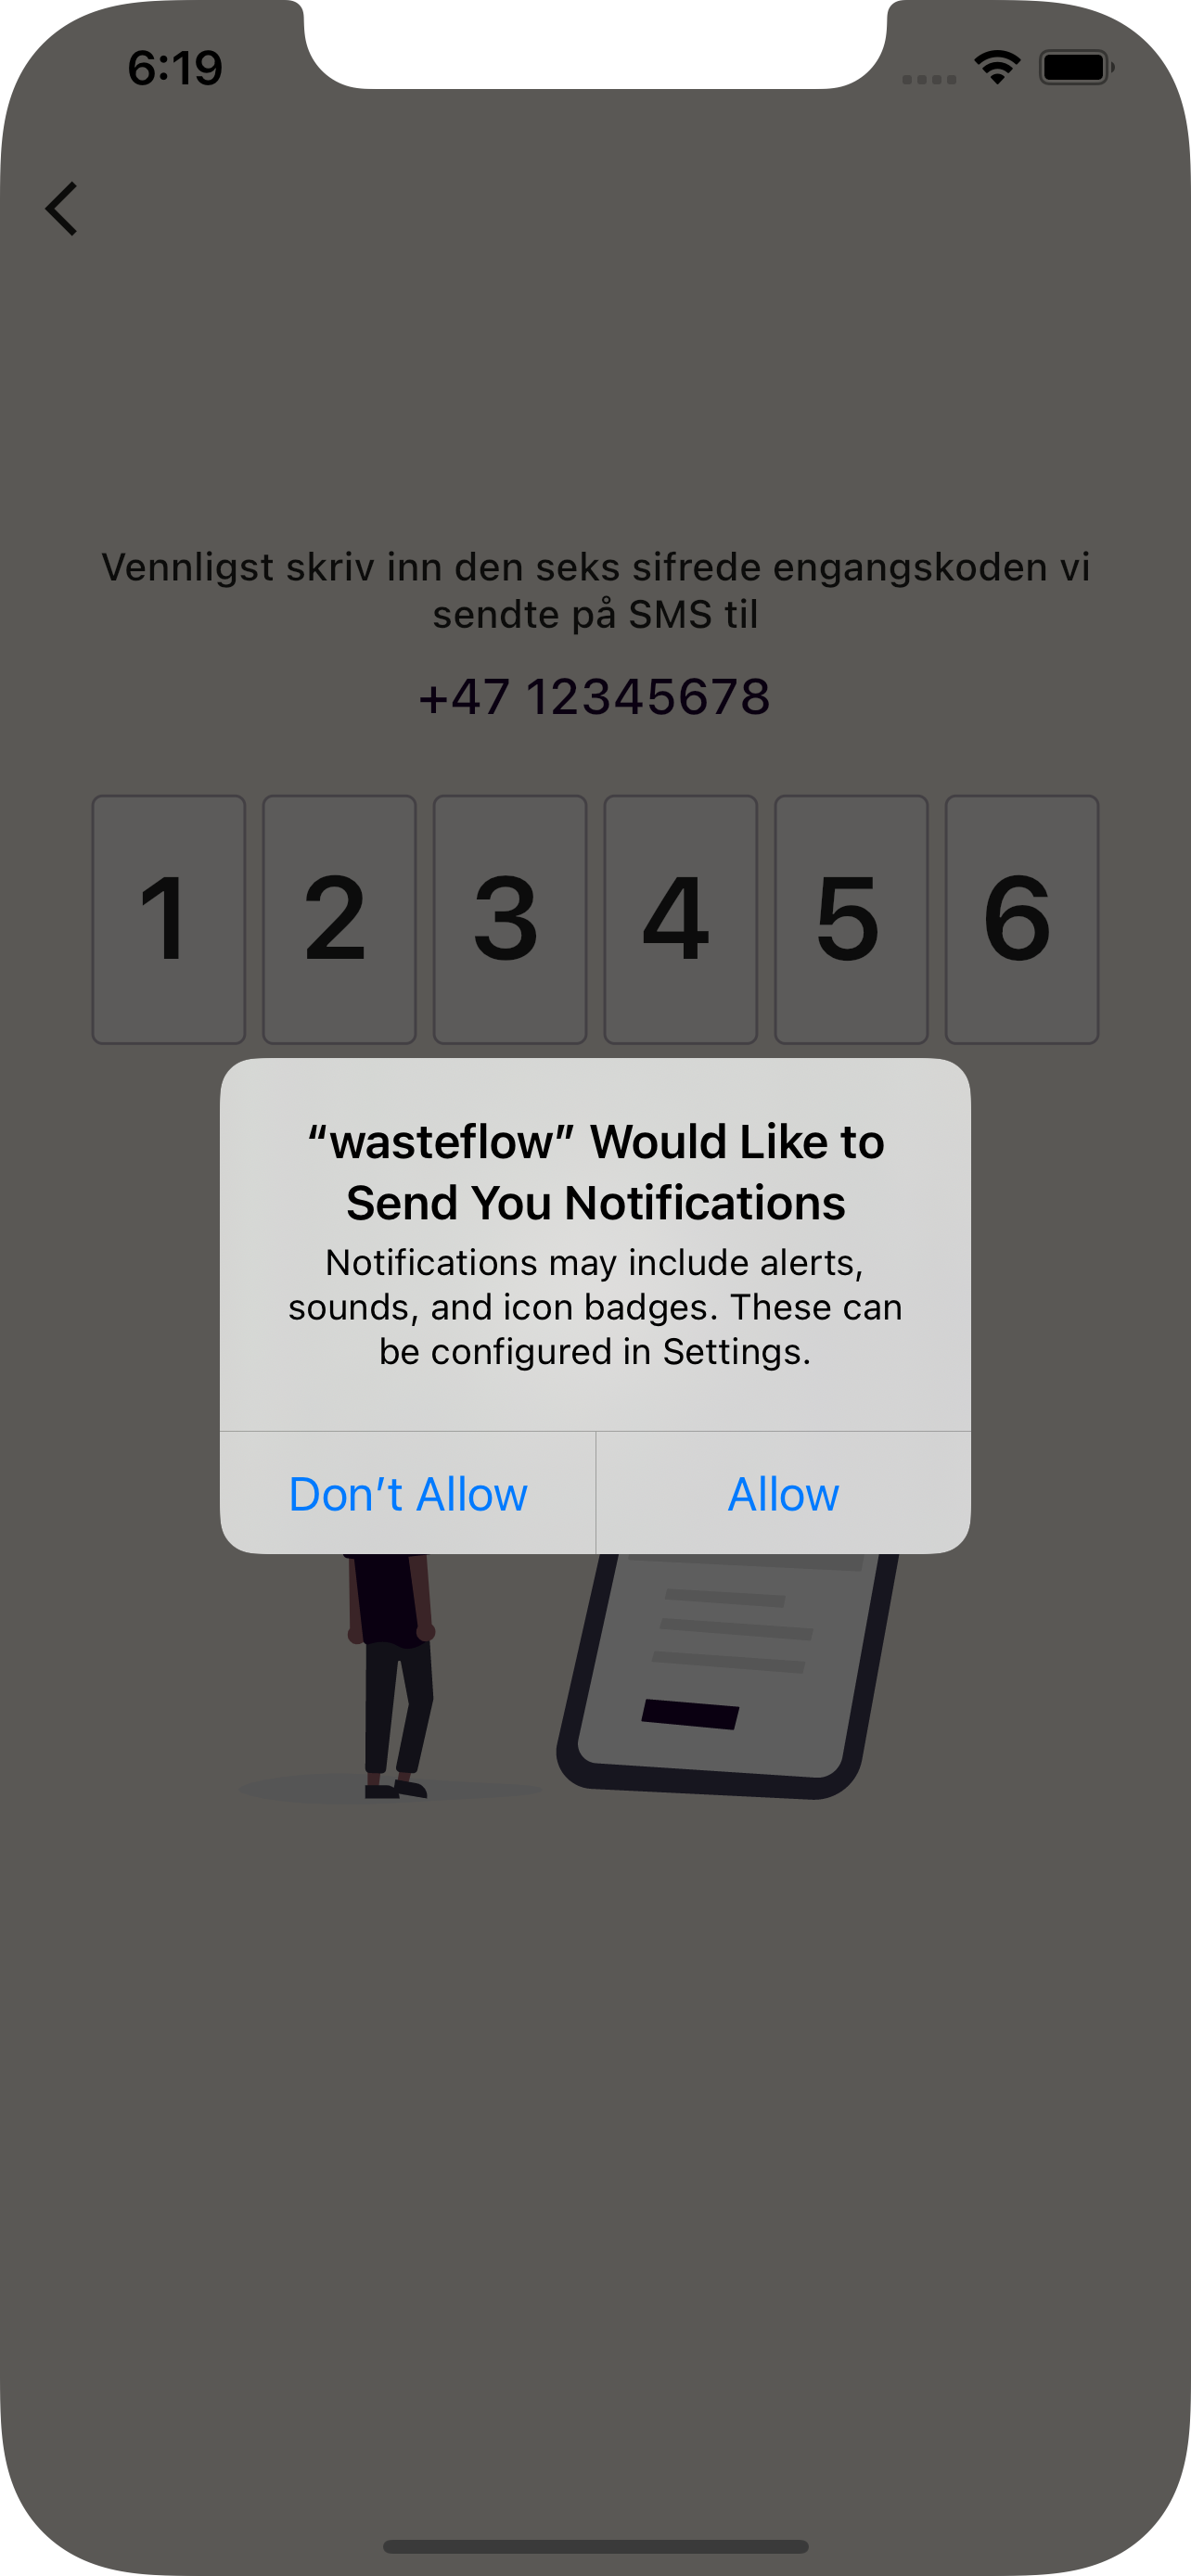 6:19
Vennligst skriv inn den seks sifrede engangskoden vi
sendte på SMS til
+47 12345678
1 2 3 4 5 6
“wasteflow” Would Like to
Send You Notifications
Notifications may include alerts,
sounds, and icon badges. These can
be configured in Settings.
Don’t Allow Allow